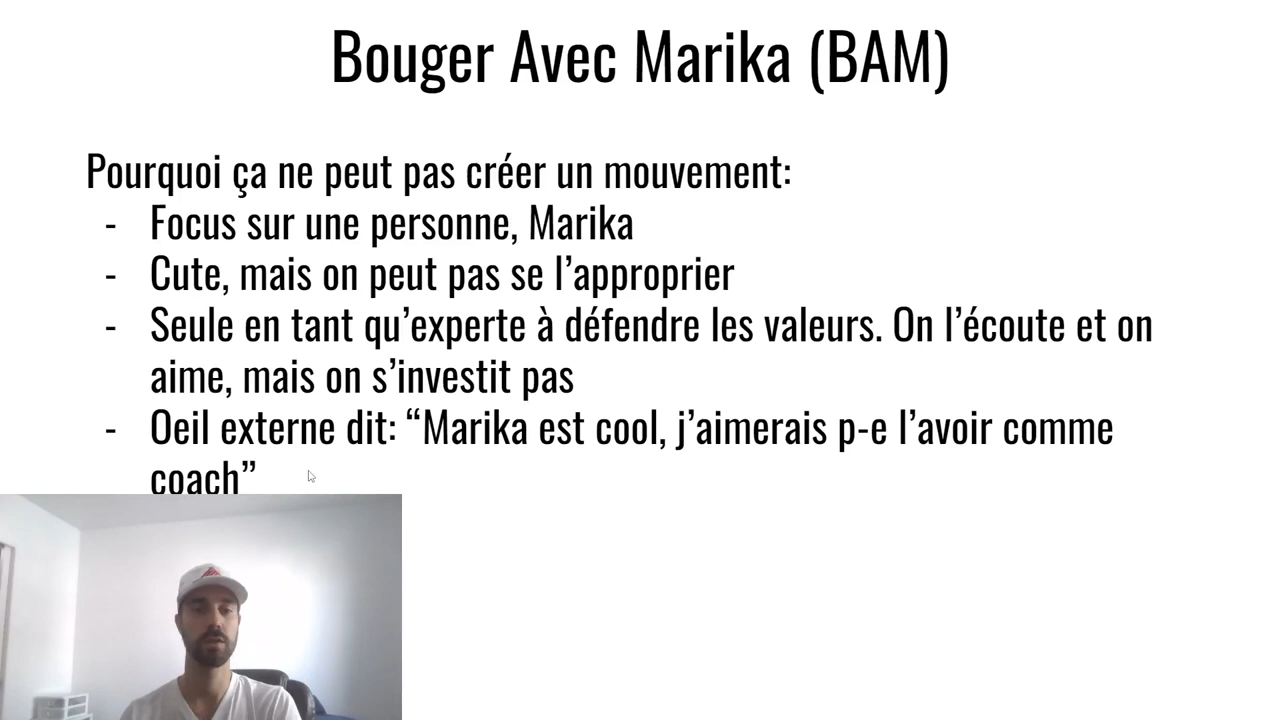 Bouger Avec Marika (BAM)
Pourquoi ça ne peut pas créer un mouvement:
- Focus sur une personne, Marika
- Cute, mais on peut pas se l’approprier
- Seule en tant qu’experte à défendre les valeurs. On l’écoute et on
aime, mais on s’investit pas
- Oeil externe dit: “Marika est cool, j’aimerais p-e l’avoir comme
coach”